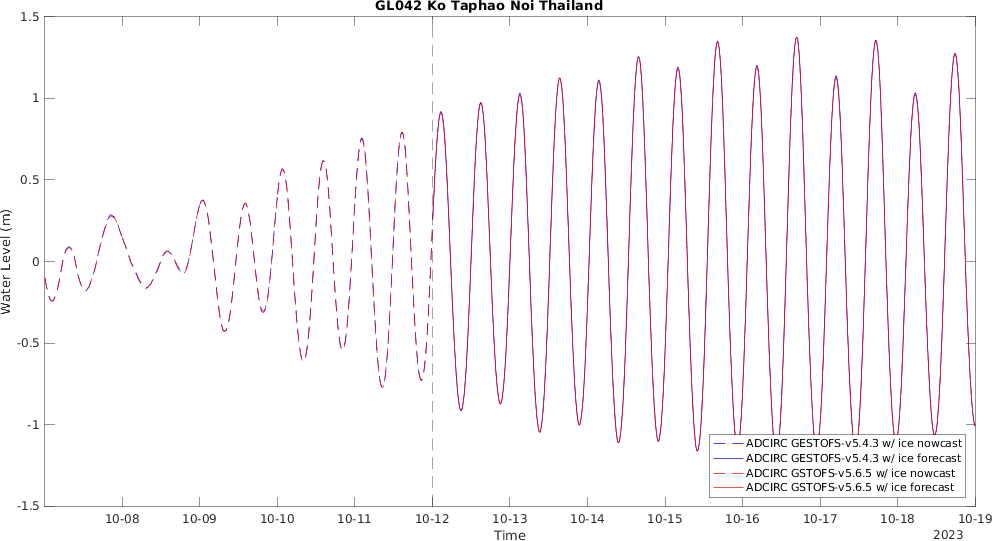 GL042 Ko Taphao Noi Thailand
1.5
1
0.5
0
-0.5
-1
-1.5
Water Level (m)
10-08 10-09 10-10 10-11 10-12 10-13 10-14 10-15 10-16 10-17 10-18 10-19
Time
2023
ADCIRC GESTOFS-v5.4.3 w/ ice nowcast
ADCIRC GESTOFS-v5.4.3 w/ ice forecast
ADCIRC GSTOFS-v5.6.5 w/ ice nowcast
ADCIRC GSTOFS-v5.6.5 w/ ice forecast